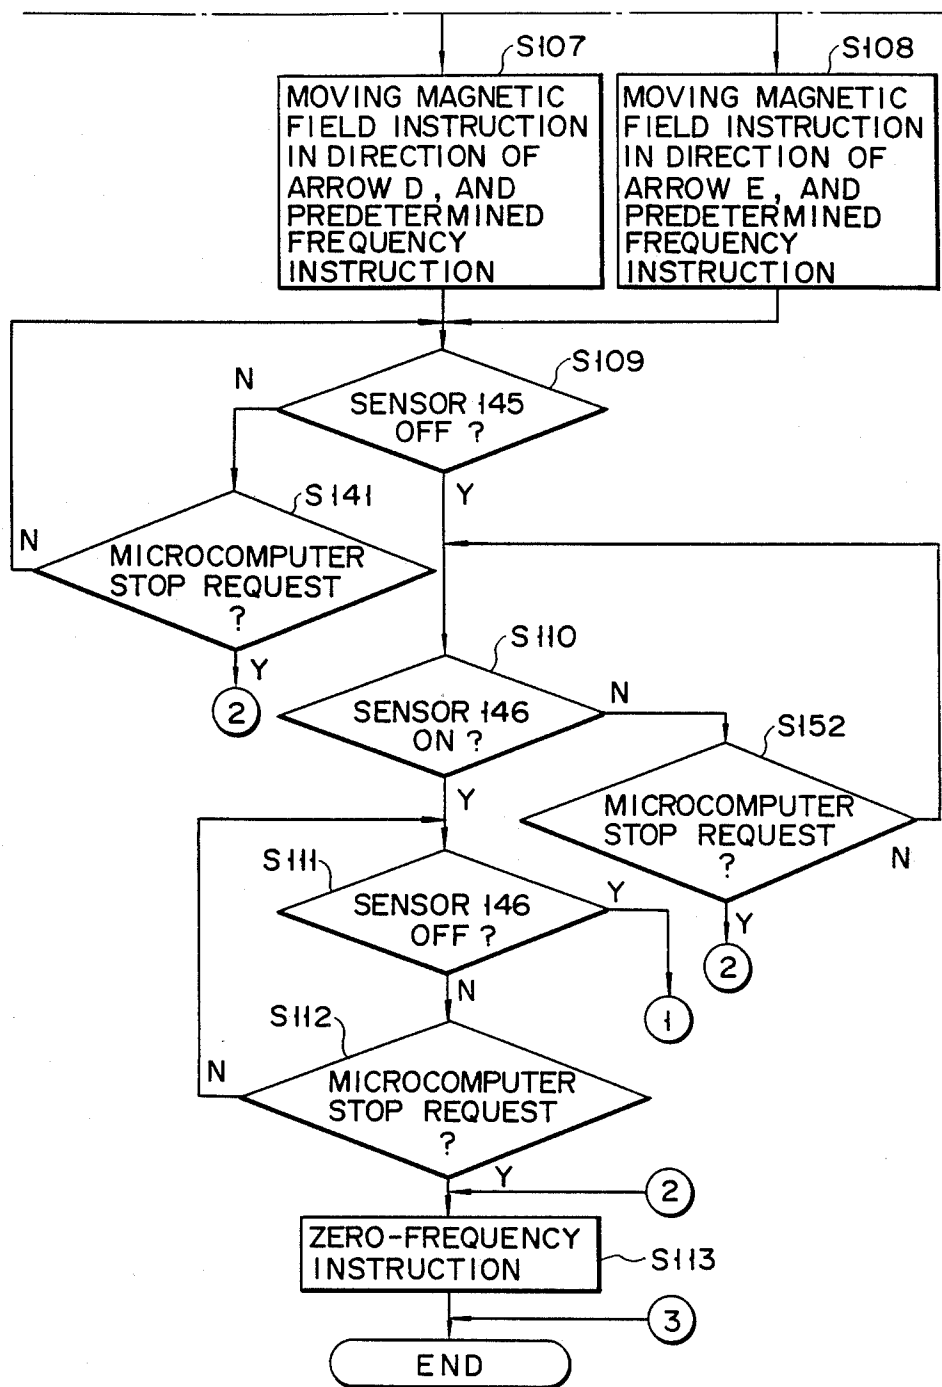 S107
S108
MOVING MAGNETIC
FIELD INSTRUCTION
IN DIRECTION OF
ARROW D, AND
PREDETERMINED
FREQUENCY
INSTRUCTION
MOVING MAGNETIC
FIELD INSTRUCTION
IN DIRECTION OF
ARROW E, AND
PREDETERMINED
FREQUENCY
INSTRUCTION
S109
N
SENSOR 145
OFF ?
Y
S141
N
MICROCOMPUTER
STOP REQUEST
?
Y
2
S110
N
SENSOR 146
ON ?
Y
S152
MICROCOMPUTER
STOP REQUEST
?
N
Y
2
S111
Y
SENSOR 146
OFF ?
N
1
S112
N
MICROCOMPUTER
STOP REQUEST
?
Y
2
ZERO-FREQUENCY
INSTRUCTION
S113
3
END